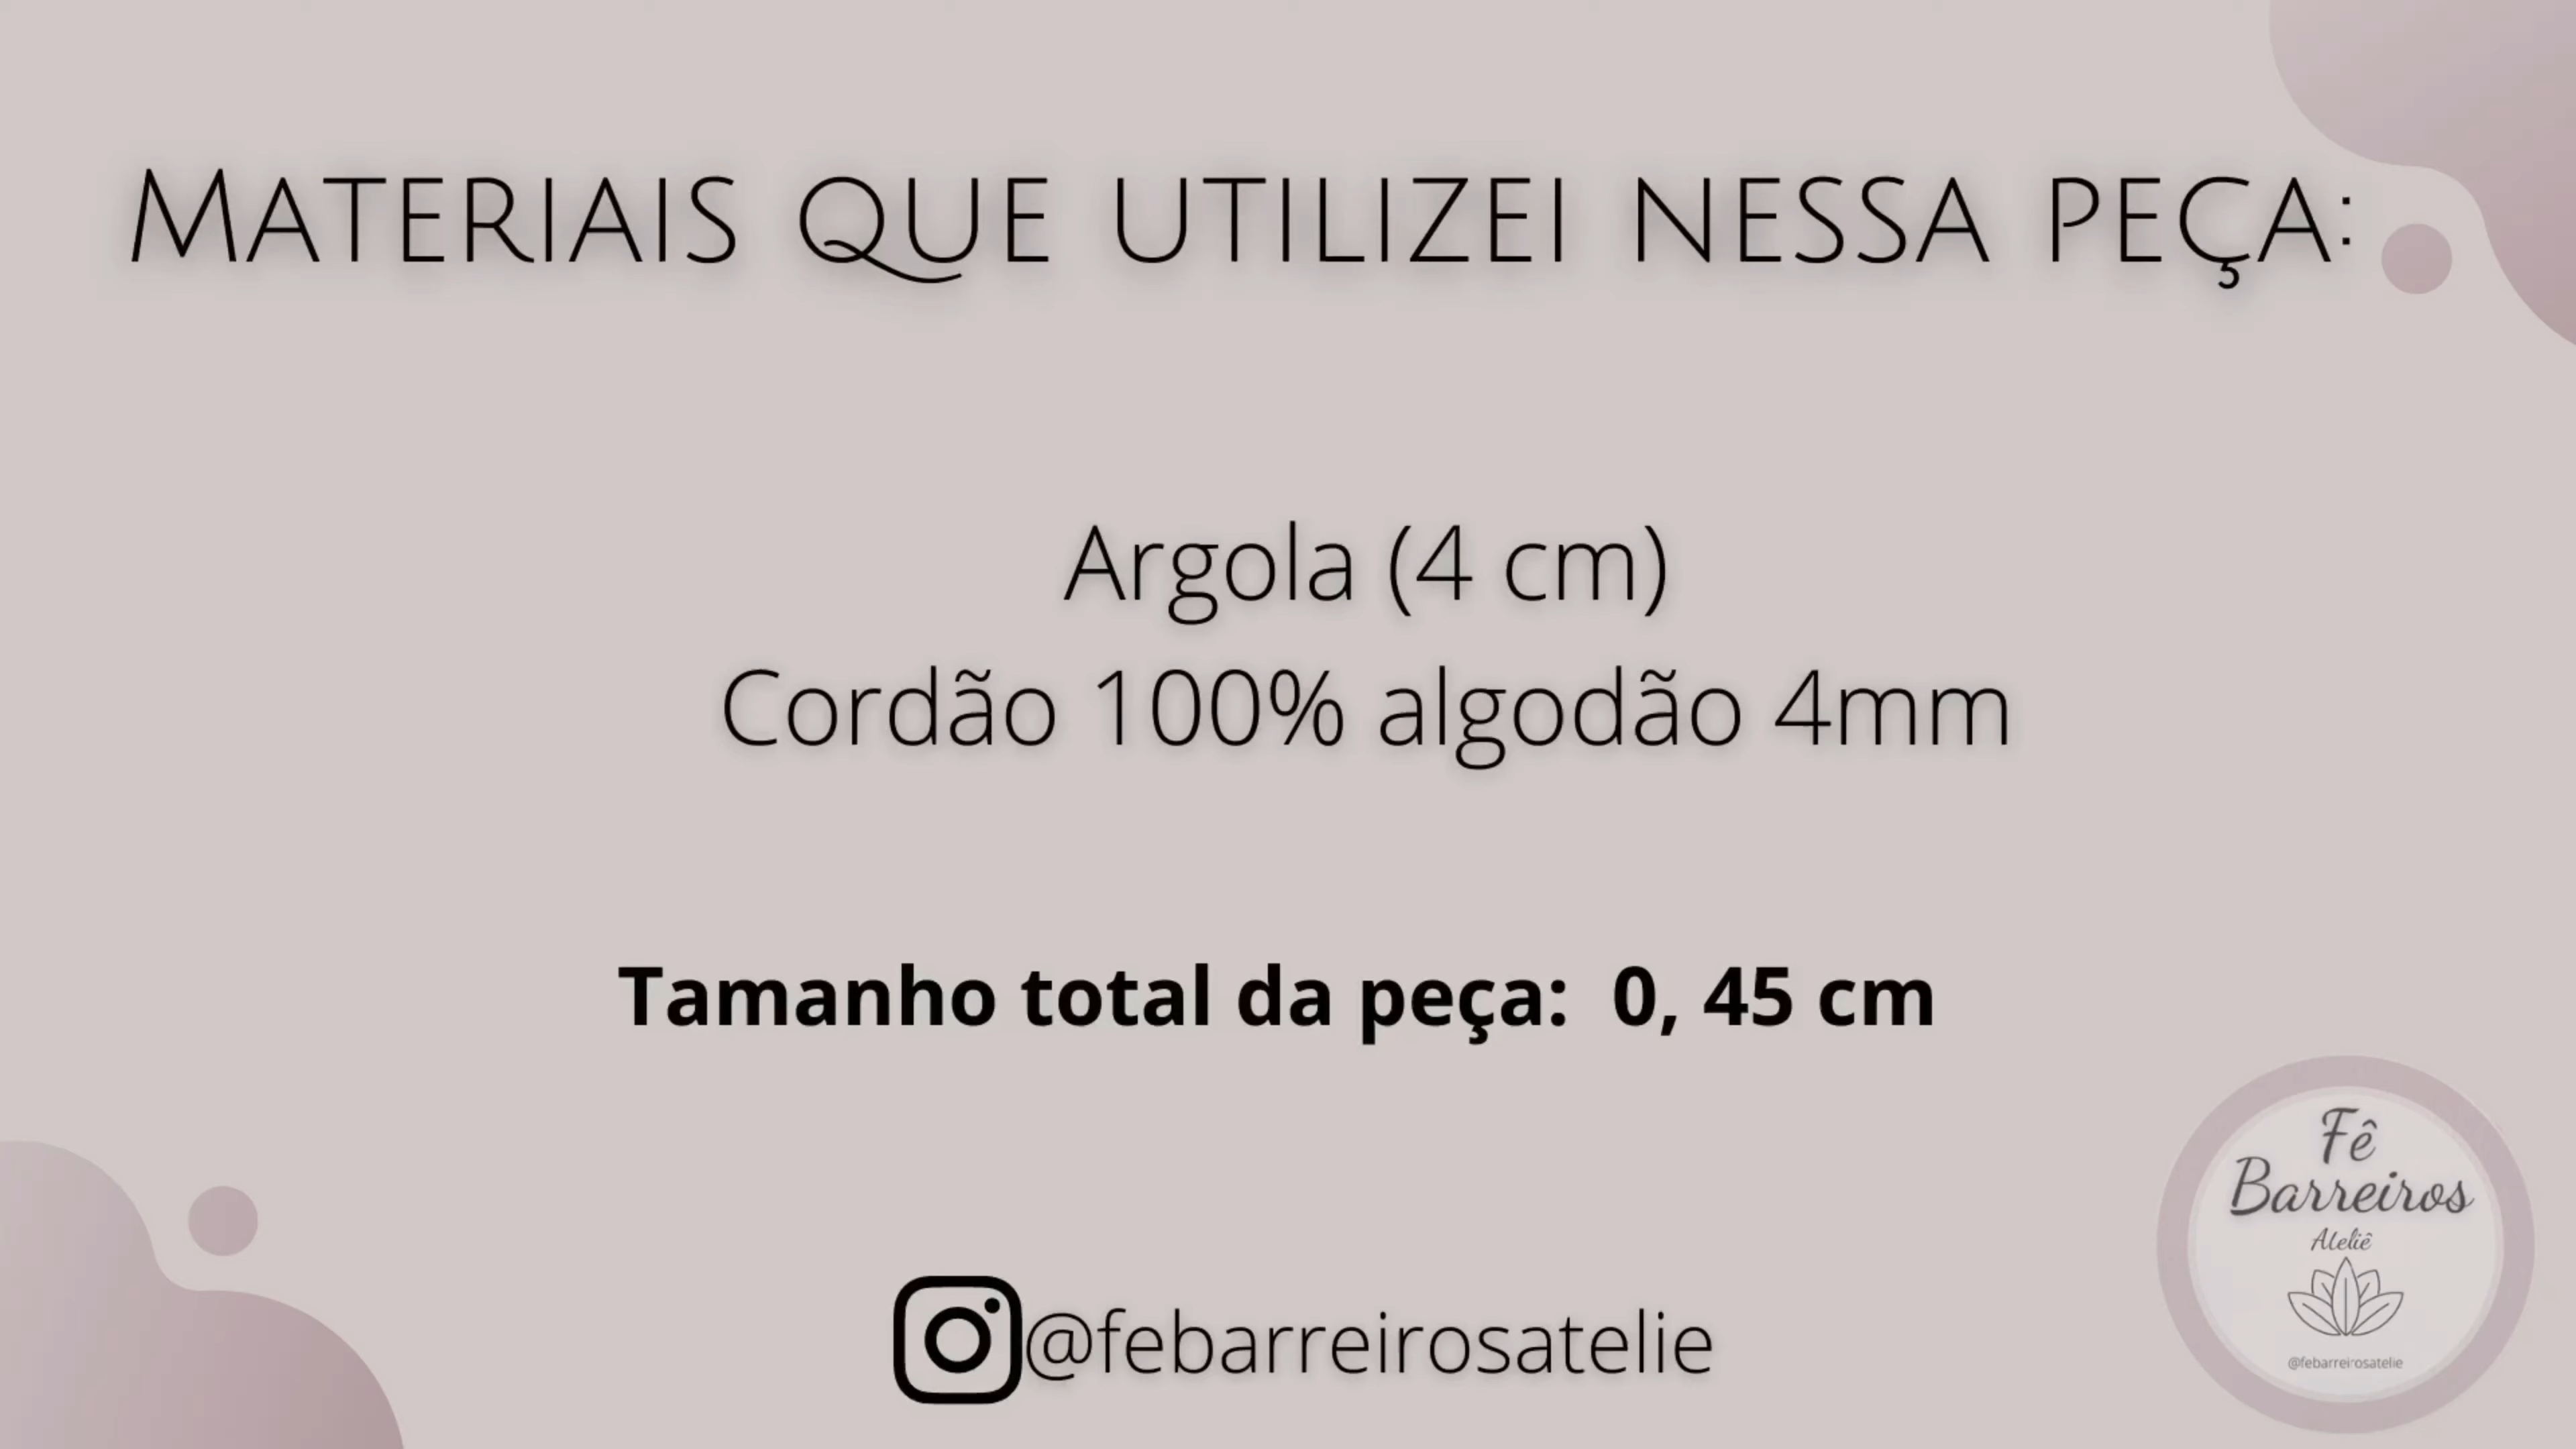 MATERIAIS QUE UTILIZEI NESSA PEÇA:
Argola (4 cm)
Cordão 100% algodão 4mm
Tamanho total da peça:  0, 45 cm
@febarreirosatelie
Fê
Barreiros
Ateliê
@febarreirosatelie